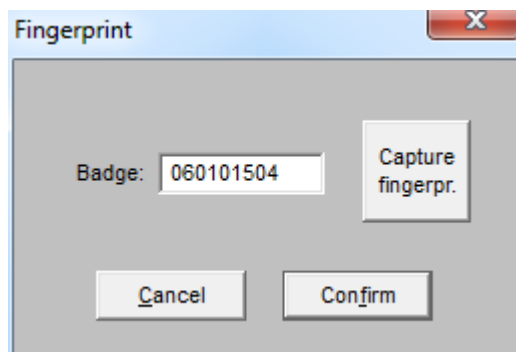 Fingerprint
X
Badge: 060101504
Capture
fingerpr.
Cancel
Confirm